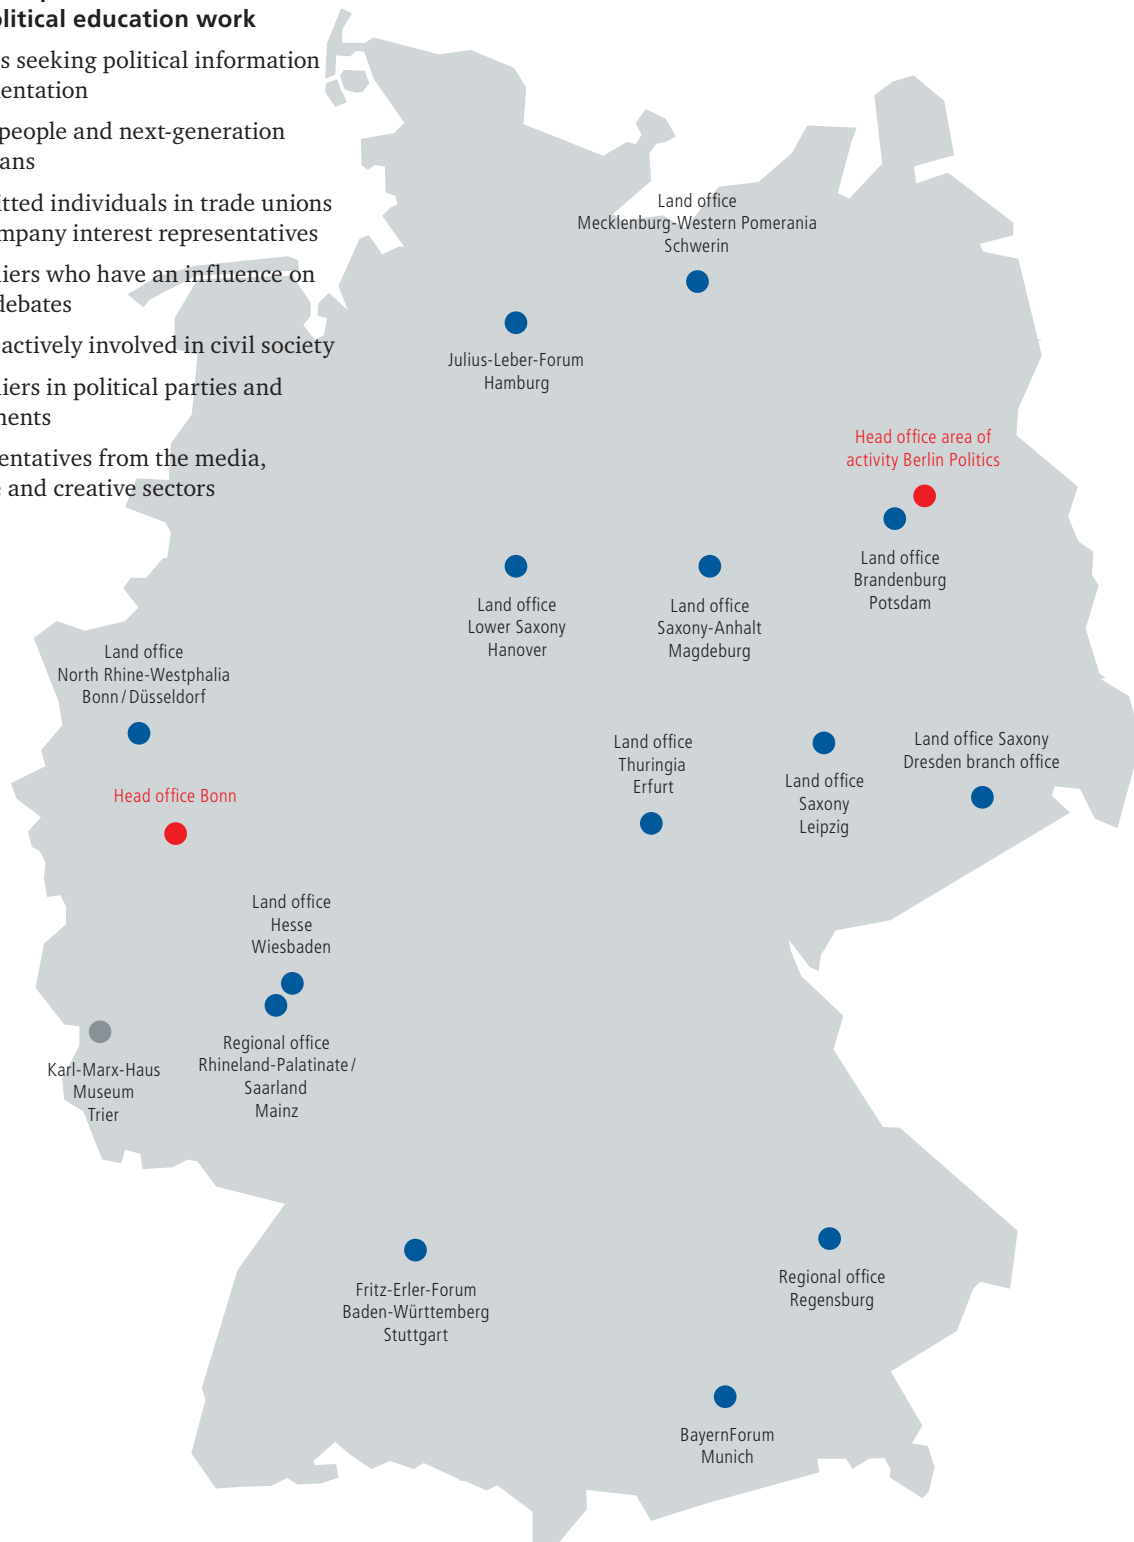 olitical education work
s seeking political information
entation
people and next-generation
ans
itted individuals in trade unions
mpany interest representatives
iers who have an influence on
debates
actively involved in civil society
iers in political parties and
ments
entatives from the media,
and creative sectors
Land office
Mecklenburg-Western Pomerania
Schwerin
Julius-Leber-Forum
Hamburg
Head office area of
activity Berlin Politics
Land office
Brandenburg
Potsdam
Land office
Lower Saxony
Hanover
Land office
Saxony-Anhalt
Magdeburg
Land office
North Rhine-Westphalia
Bonn / Düsseldorf
Land office
Thuringia
Erfurt
Land office
Saxony
Leipzig
Land office Saxony
Dresden branch office
Head office Bonn
Land office
Hesse
Wiesbaden
Regional office
Rhineland-Palatinate /
Saarland
Mainz
Karl-Marx-Haus
Museum
Trier
Fritz-Erler-Forum
Baden-Württemberg
Stuttgart
Regional office
Regensburg
BayernForum
Munich